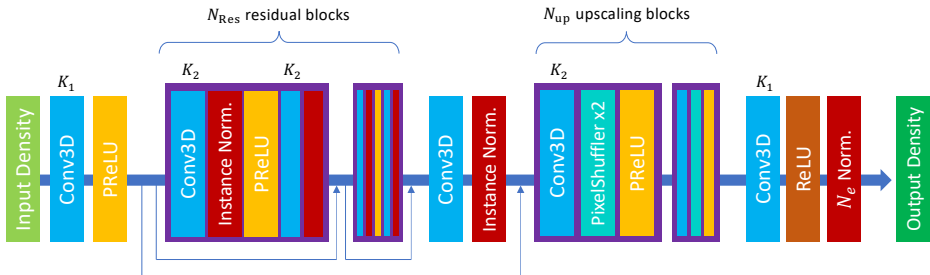 N_Res residual blocks
N_up upscaling blocks
K_1
K_2
K_2
K_2
K_1
Input Density
Conv3D
PReLU
Conv3D
Instance Norm.
PReLU
Conv3D
Instance Norm.
Conv3D
PixelShuffler x2
PReLU
Conv3D
ReLU
N_e Norm.
Output Density